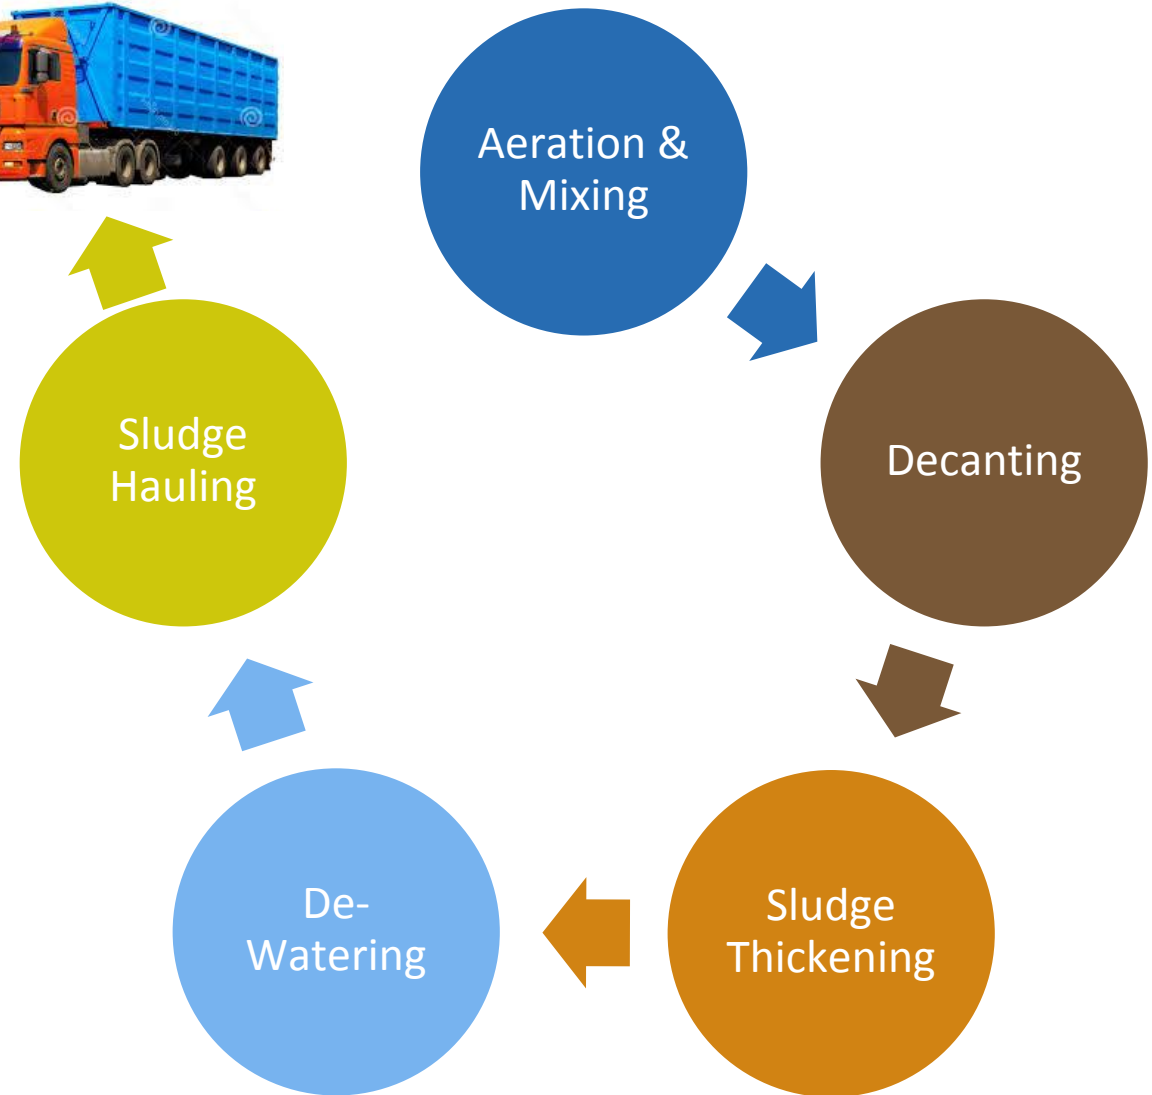 Aeration &
Mixing
Decanting
Sludge
Thickening
De-
Watering
Sludge
Hauling